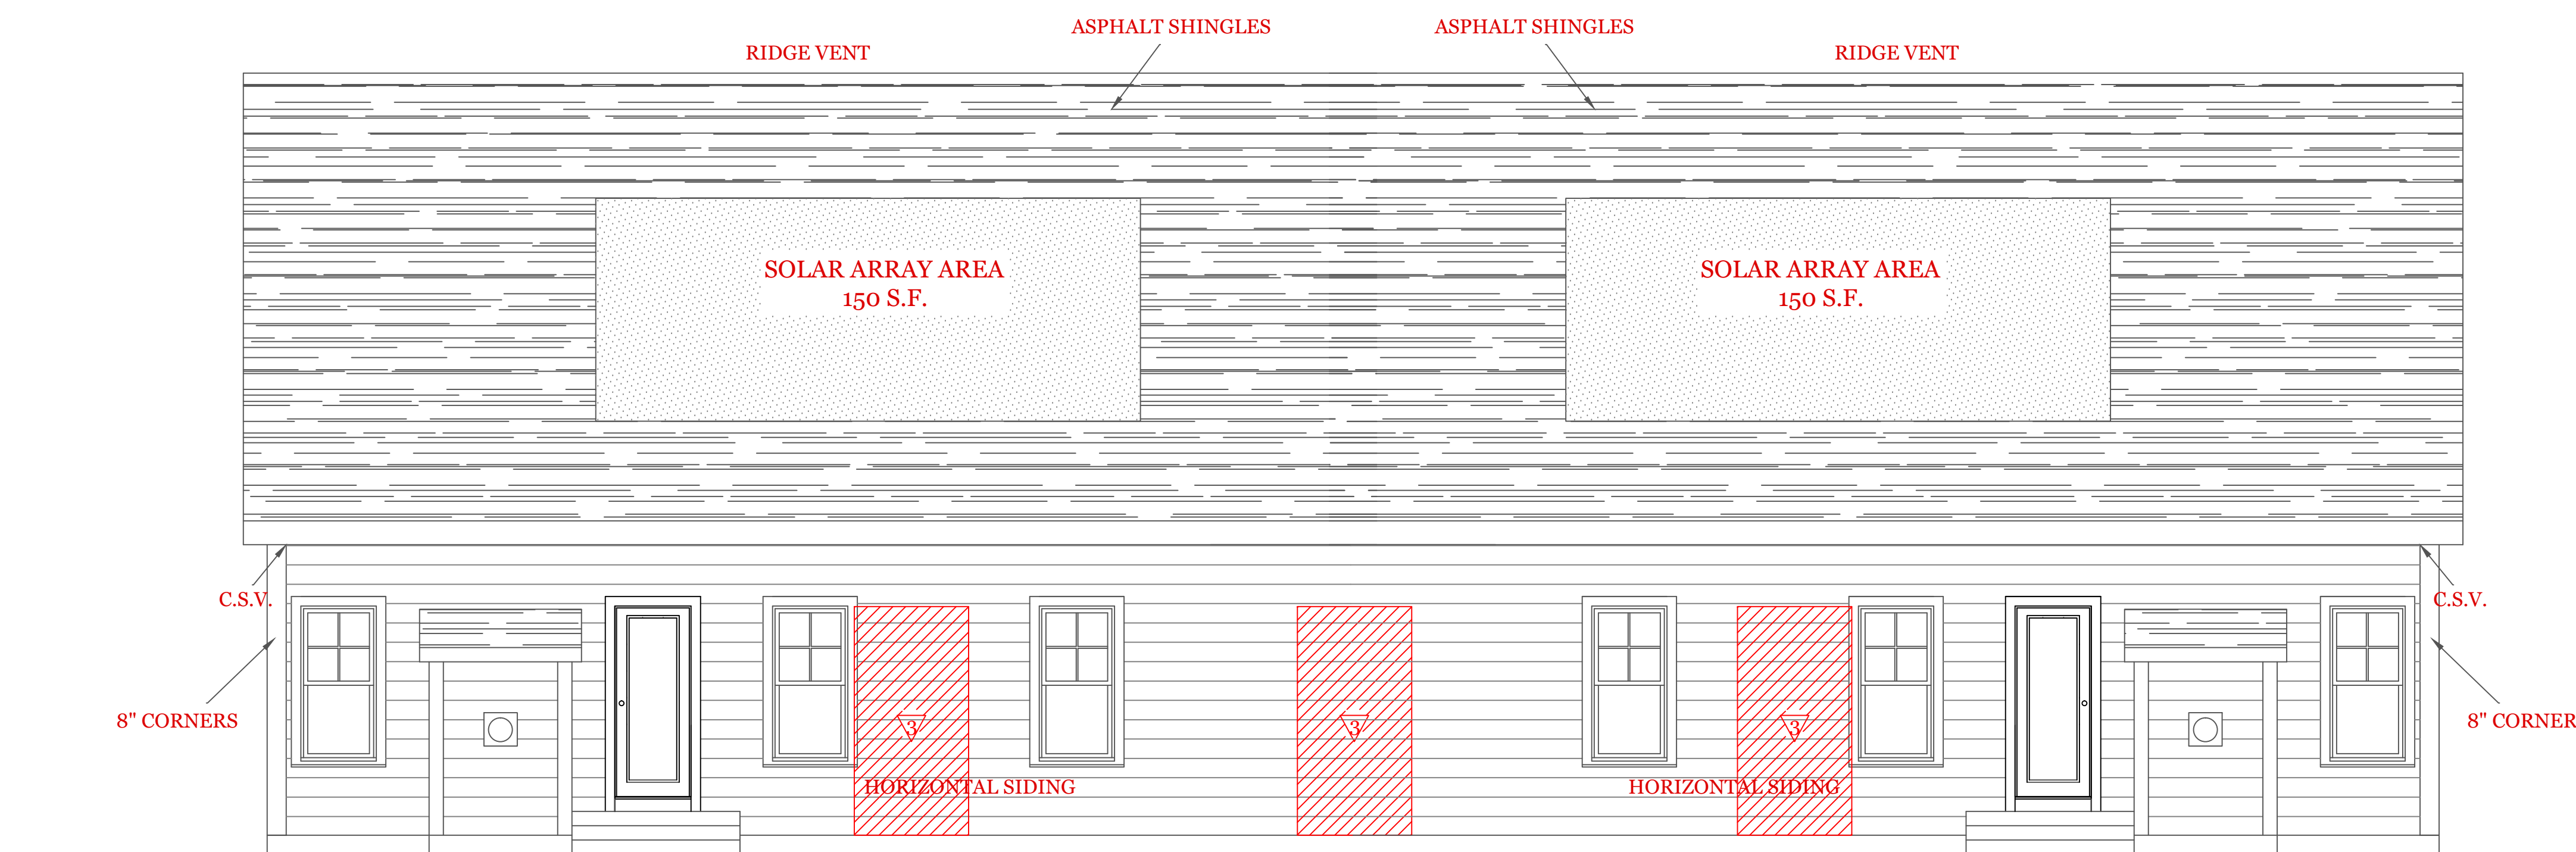 ASPHALT SHINGLES
ASPHALT SHINGLES
RIDGE VENT
RIDGE VENT
SOLAR ARRAY AREA
150 S.F.
SOLAR ARRAY AREA
150 S.F.
C.S.V.
C.S.V.
8" CORNERS
8" CORNER
3
3
3
HORIZONTAL SIDING
HORIZONTAL SIDING